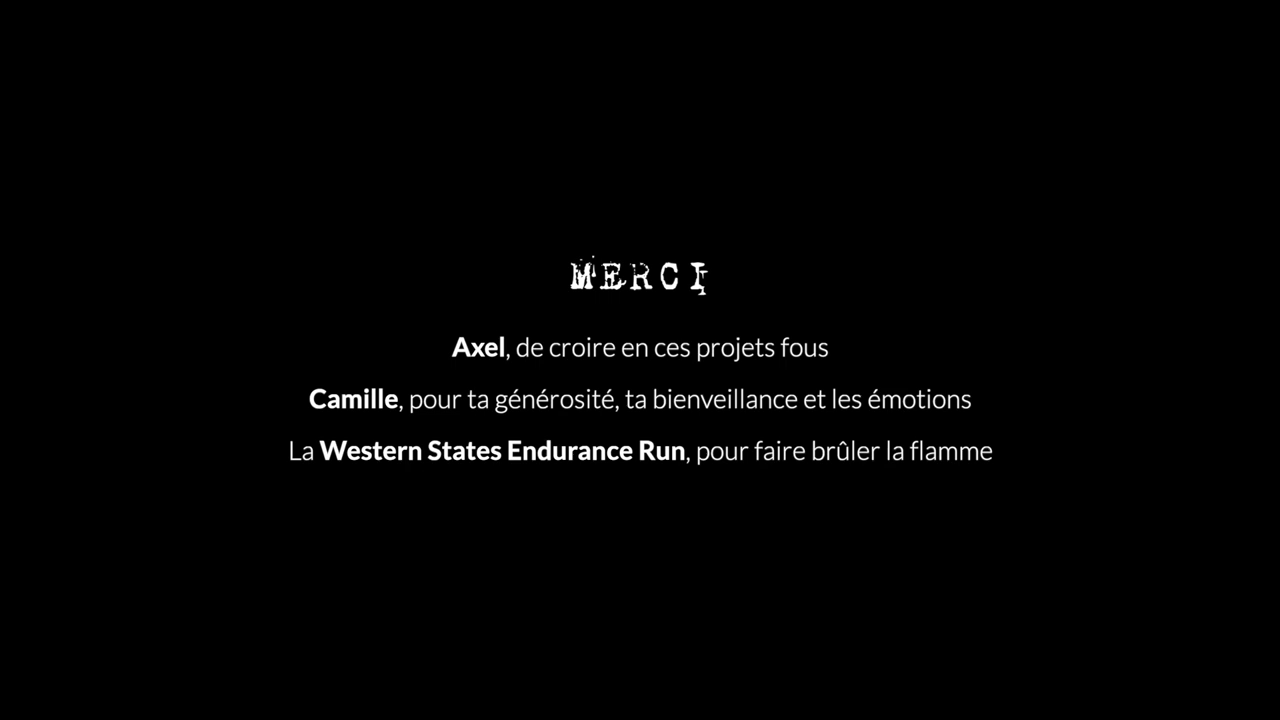 MERCI
Axel, de croire en ces projets fous
Camille, pour ta générosité, ta bienveillance et les émotions
La Western States Endurance Run, pour faire brûler la flamme